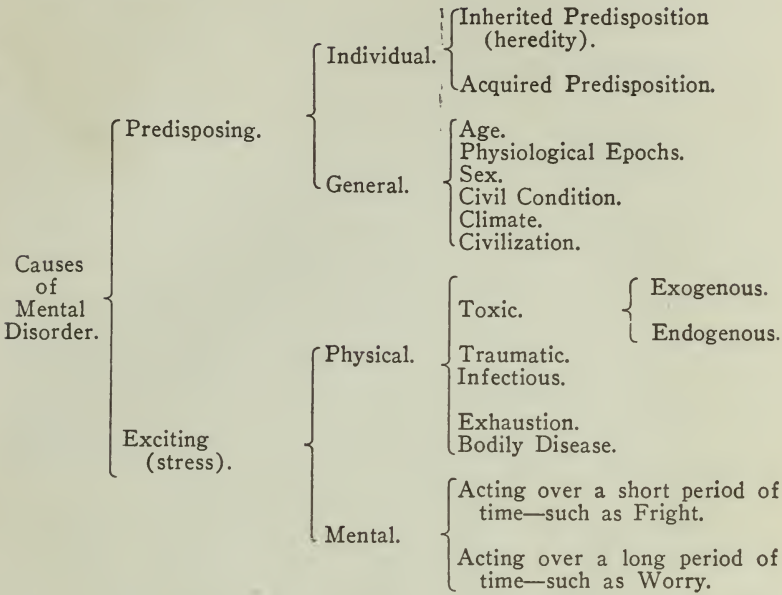 Causes
of
Mental
Disorder.
Predisposing.
Individual.
Inherited Predisposition
(heredity).
Acquired Predisposition.
General.
Age.
Physiological Epochs.
Sex.
Civil Condition.
Climate.
Civilization.
Exciting
(stress).
Physical.
Toxic.
Exogenous.
Endogenous.
Traumatic.
Infectious.
Exhaustion.
Bodily Disease.
Mental.
Acting over a short period of
time—such as Fright.
Acting over a long period of
time—such as Worry.